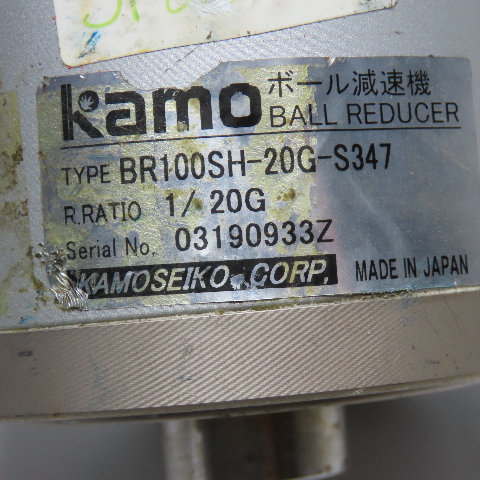 Kamo ボール減速機
BALL REDUCER
TYPE BR100SH-20G-S347
R.RATIO 1/ 20G
Serial No. 03190933Z
KAMOSEIKO CORP. MADE IN JAPAN